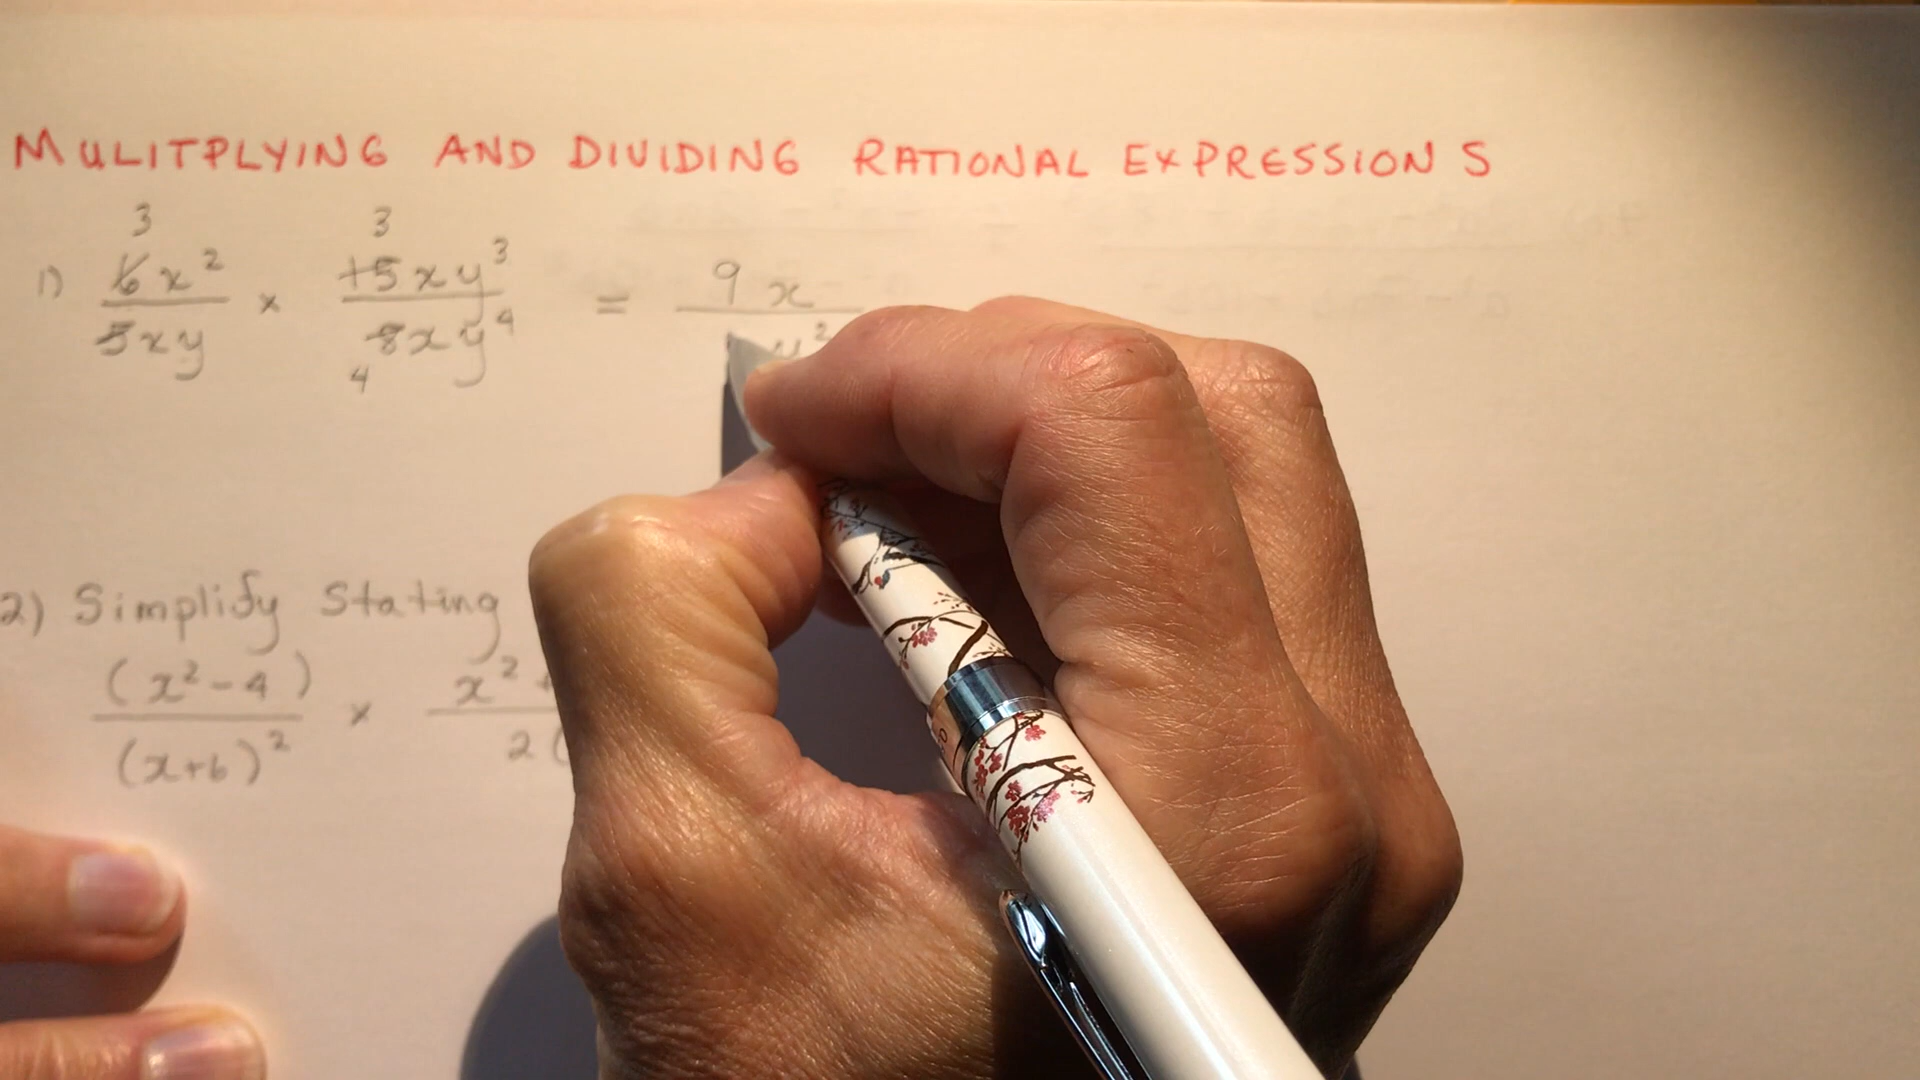 MULITPLYING AND DIVIDING RATIONAL EXPRESSIONS
3 3
1) 6x² × 15xy³ = 9x
5xy 8xy⁴ y²
4
2) Simplify Stating
(x²-4) × x²
(x+6)² 2(